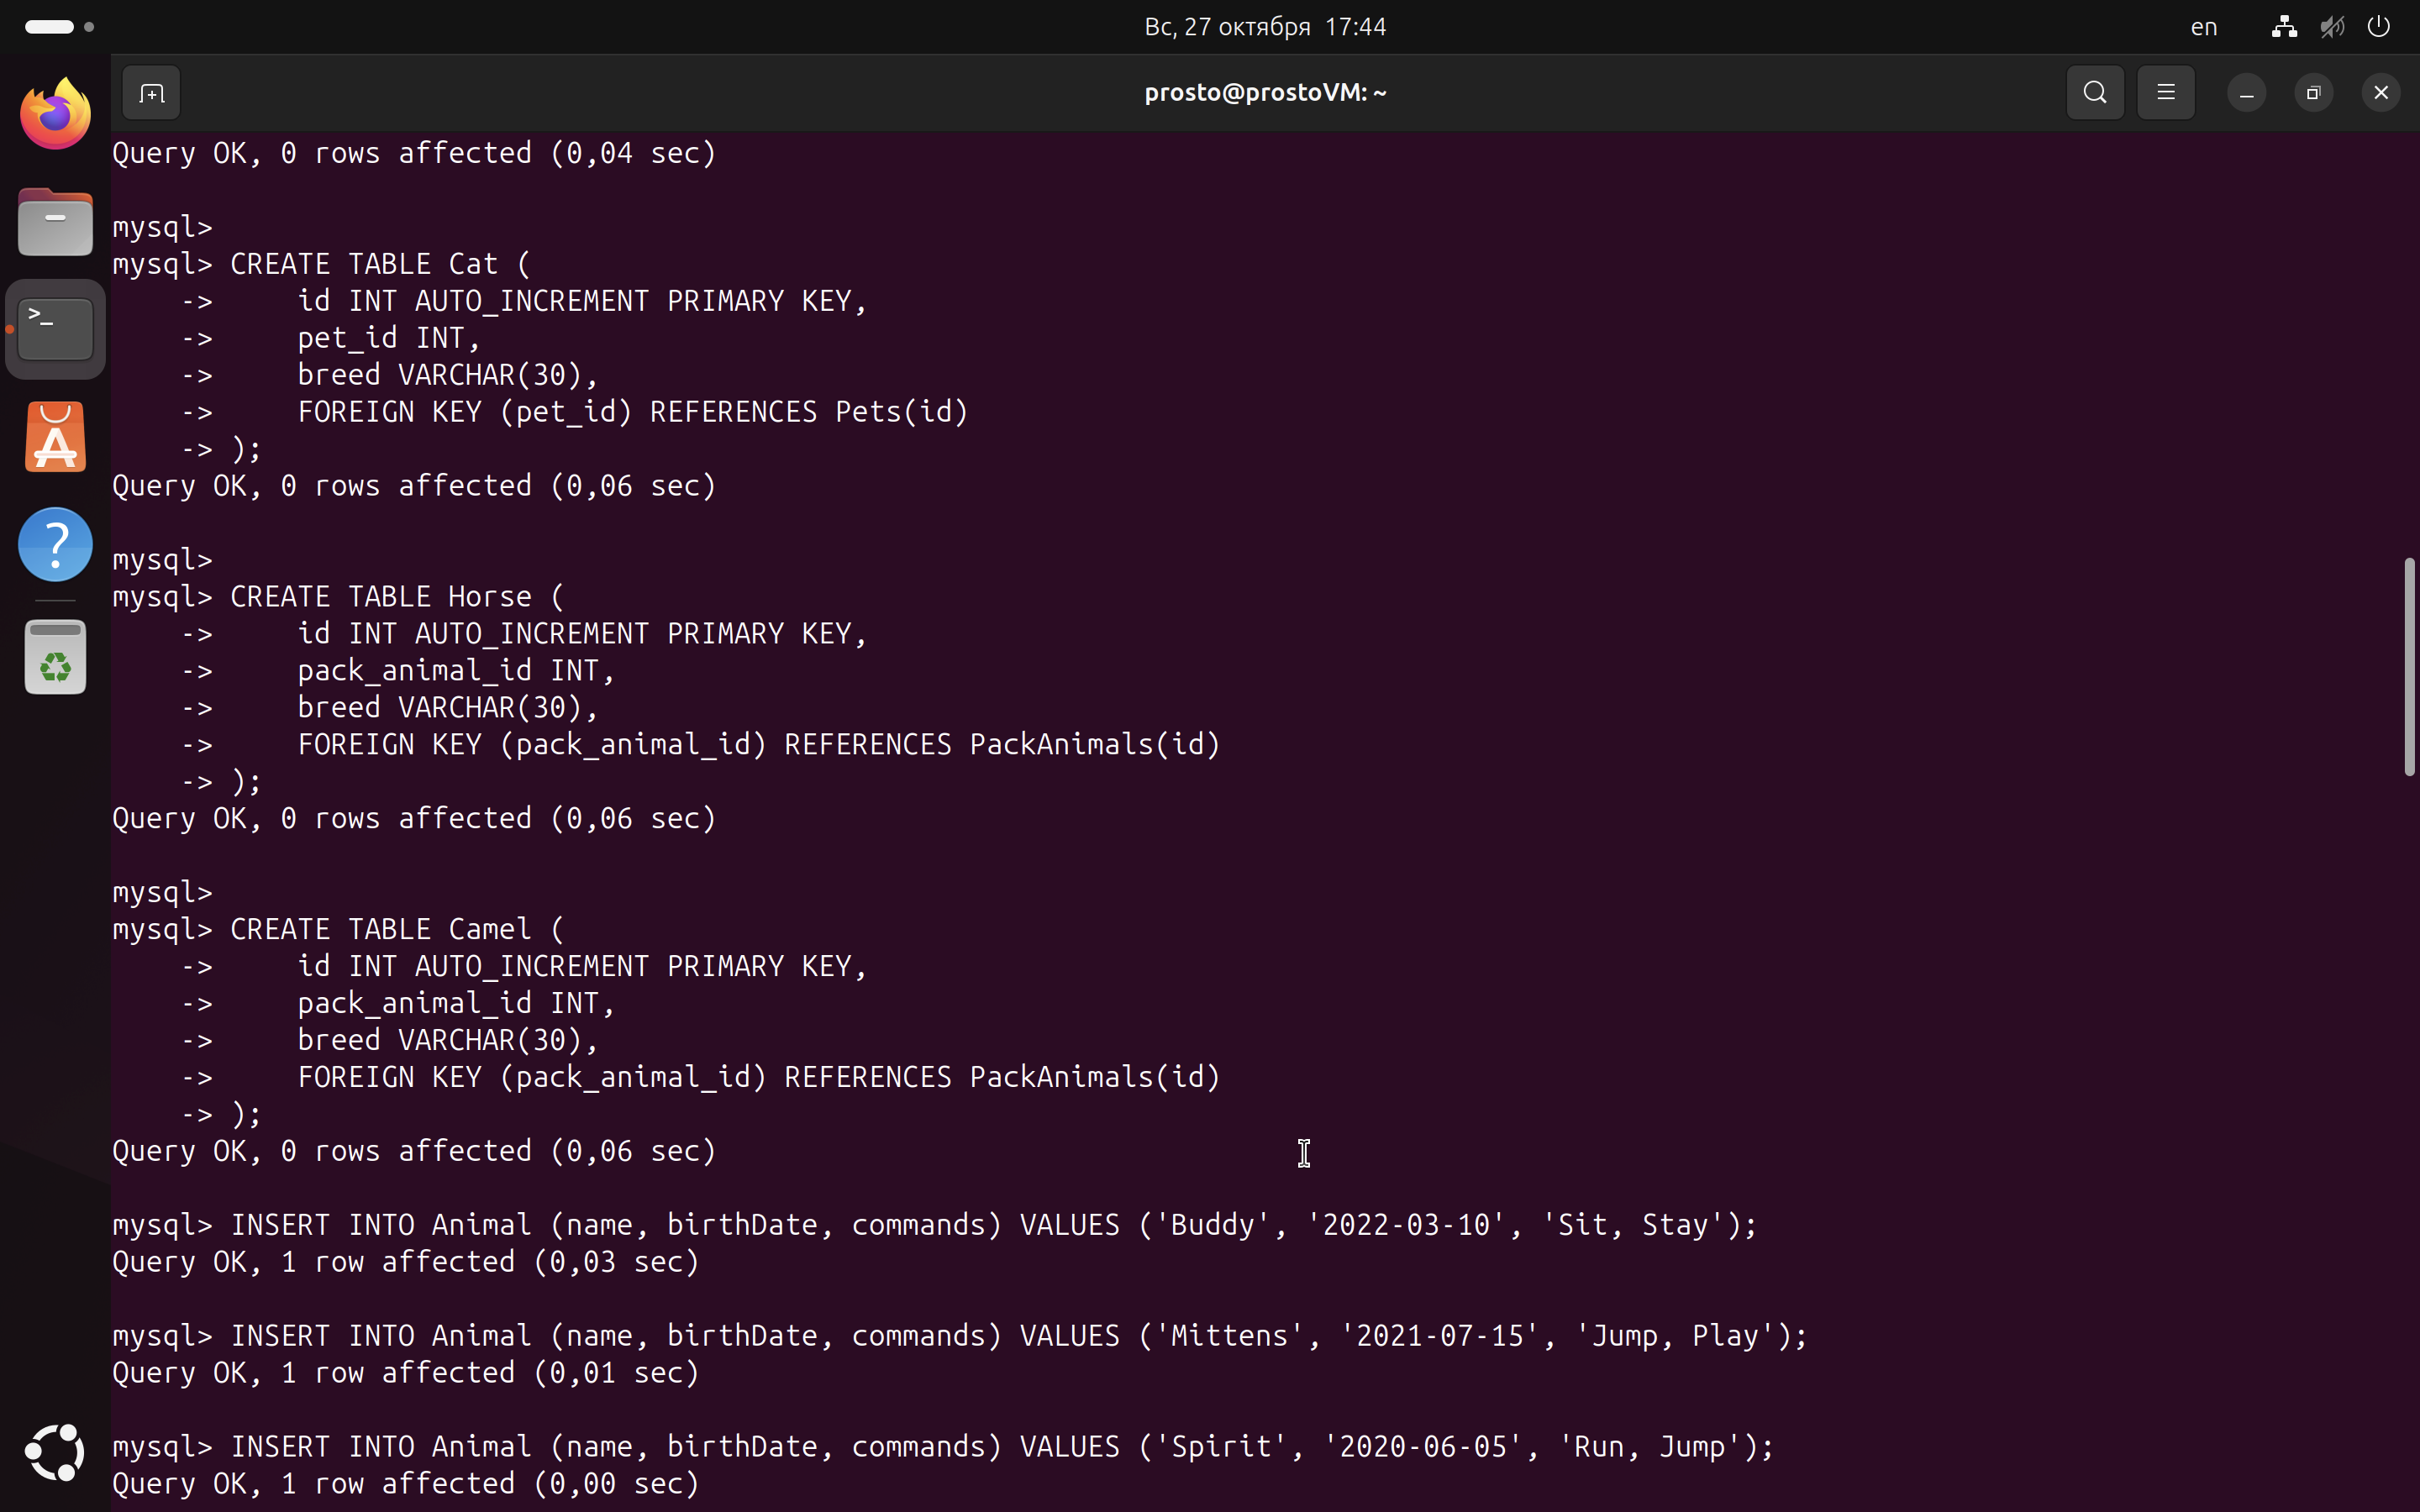 Вс, 27 октября 17:44
en
prosto@prostoVM: ~
Query OK, 0 rows affected (0,04 sec)
mysql>
mysql> CREATE TABLE Cat (
    ->     id INT AUTO_INCREMENT PRIMARY KEY,
    ->     pet_id INT,
    ->     breed VARCHAR(30),
    ->     FOREIGN KEY (pet_id) REFERENCES Pets(id)
    -> );
Query OK, 0 rows affected (0,06 sec)
mysql>
mysql> CREATE TABLE Horse (
    ->     id INT AUTO_INCREMENT PRIMARY KEY,
    ->     pack_animal_id INT,
    ->     breed VARCHAR(30),
    ->     FOREIGN KEY (pack_animal_id) REFERENCES PackAnimals(id)
    -> );
Query OK, 0 rows affected (0,06 sec)
mysql>
mysql> CREATE TABLE Camel (
    ->     id INT AUTO_INCREMENT PRIMARY KEY,
    ->     pack_animal_id INT,
    ->     breed VARCHAR(30),
    ->     FOREIGN KEY (pack_animal_id) REFERENCES PackAnimals(id)
    -> );
Query OK, 0 rows affected (0,06 sec)
mysql> INSERT INTO Animal (name, birthDate, commands) VALUES ('Buddy', '2022-03-10', 'Sit, Stay');
Query OK, 1 row affected (0,03 sec)
mysql> INSERT INTO Animal (name, birthDate, commands) VALUES ('Mittens', '2021-07-15', 'Jump, Play');
Query OK, 1 row affected (0,01 sec)
mysql> INSERT INTO Animal (name, birthDate, commands) VALUES ('Spirit', '2020-06-05', 'Run, Jump');
Query OK, 1 row affected (0,00 sec)